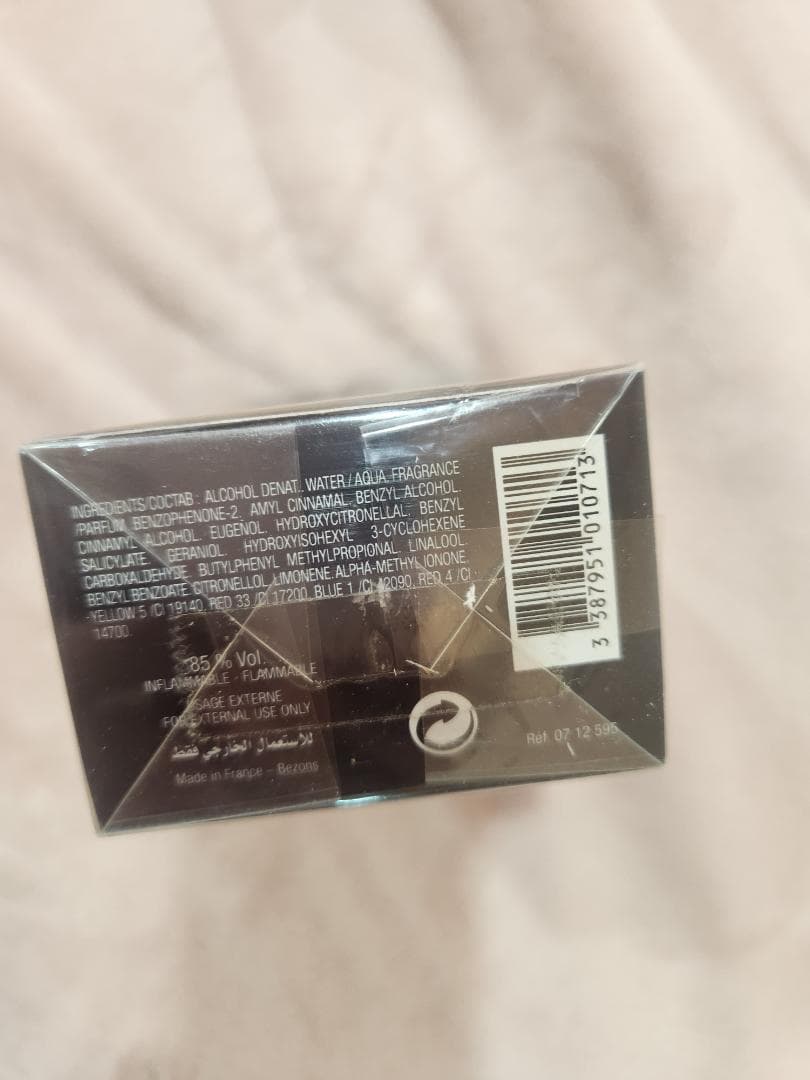 INGREDIENTS/COCTAB : ALCOHOL DENAT., WATER / AQUA, FRAGRANCE
/PARFUM, BENZOPHENONE-2, AMYL CINNAMAL, BENZYL ALCOHOL,
CINNAMYL ALCOHOL, EUGENOL, HYDROXYCITRONELLAL, BENZYL
SALICYLATE, GERANIOL, HYDROXYISOHEXYL 3-CYCLOHEXENE
CARBOXALDEHYDE, BUTYLPHENYL METHYLPROPIONAL, LINALOOL,
BENZYL BENZOATE, CITRONELLOL, LIMONENE, ALPHA-METHYL IONONE,
-YELLOW 5 /CI 19140, RED 33 /CI 17200, BLUE 1 /CI 42090, RED 4 /CI
14700.
85 % Vol.
INFLAMMABLE - FLAMMABLE
USAGE EXTERNE
FOR EXTERNAL USE ONLY
للاستعمال الخارجي فقط
Made in France - Bezons
Réf 07 12 595
3 387951 010713